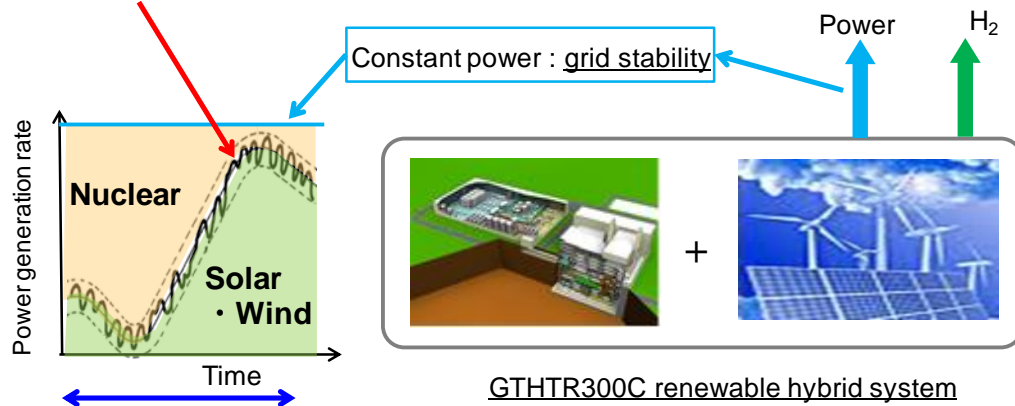 Power
H2
Constant power : grid stability
Power generation rate
Nuclear
Solar
・Wind
+
Time
GTHTR300C renewable hybrid system